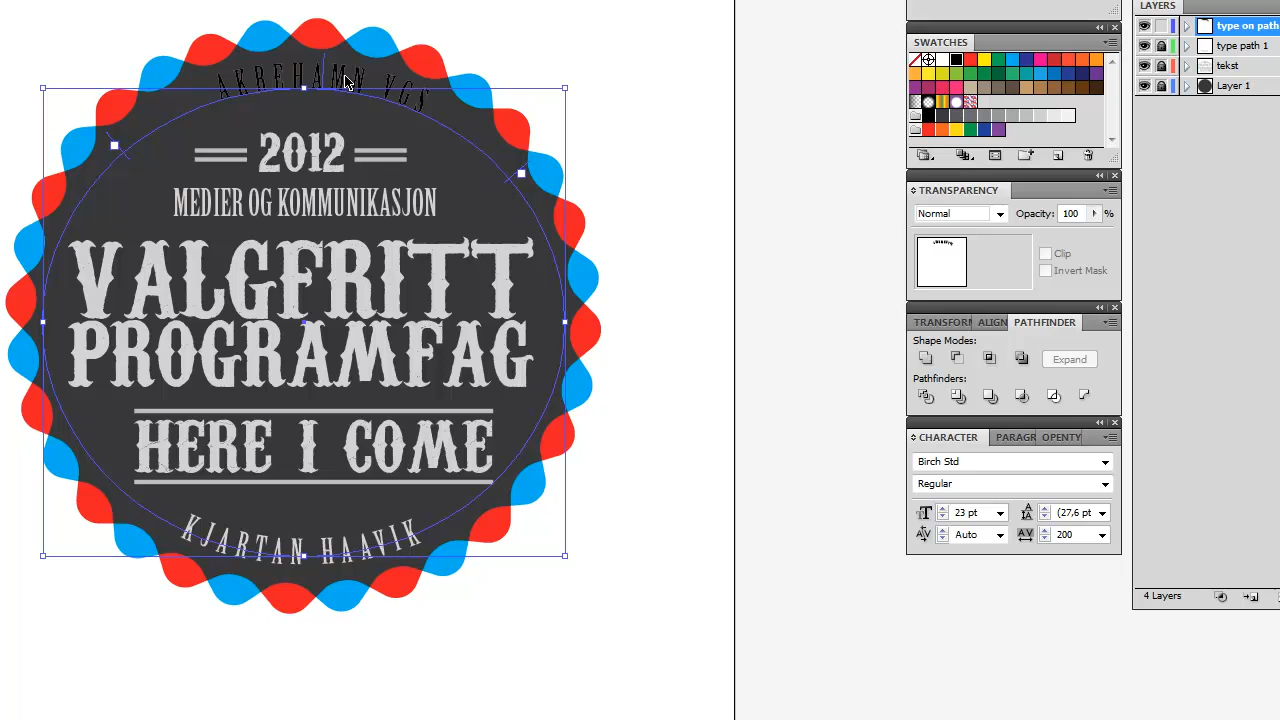 AKREHAMN VGS
2012
MEDIER OG KOMMUNIKASJON
VALGFRITT
PROGRAMFAG
HERE I COME
KJARTAN HAAVIK
SWATCHES
TRANSPARENCY
Normal
Opacity: 100 %
Clip
Invert Mask
TRANSFORM ALIGN PATHFINDER
Shape Modes:
Expand
Pathfinders:
CHARACTER PARAGR OPENTY
Birch Std
Regular
23 pt (27,6 pt
Auto 200
LAYERS
type on path
type path 1
tekst
Layer 1
4 Layers